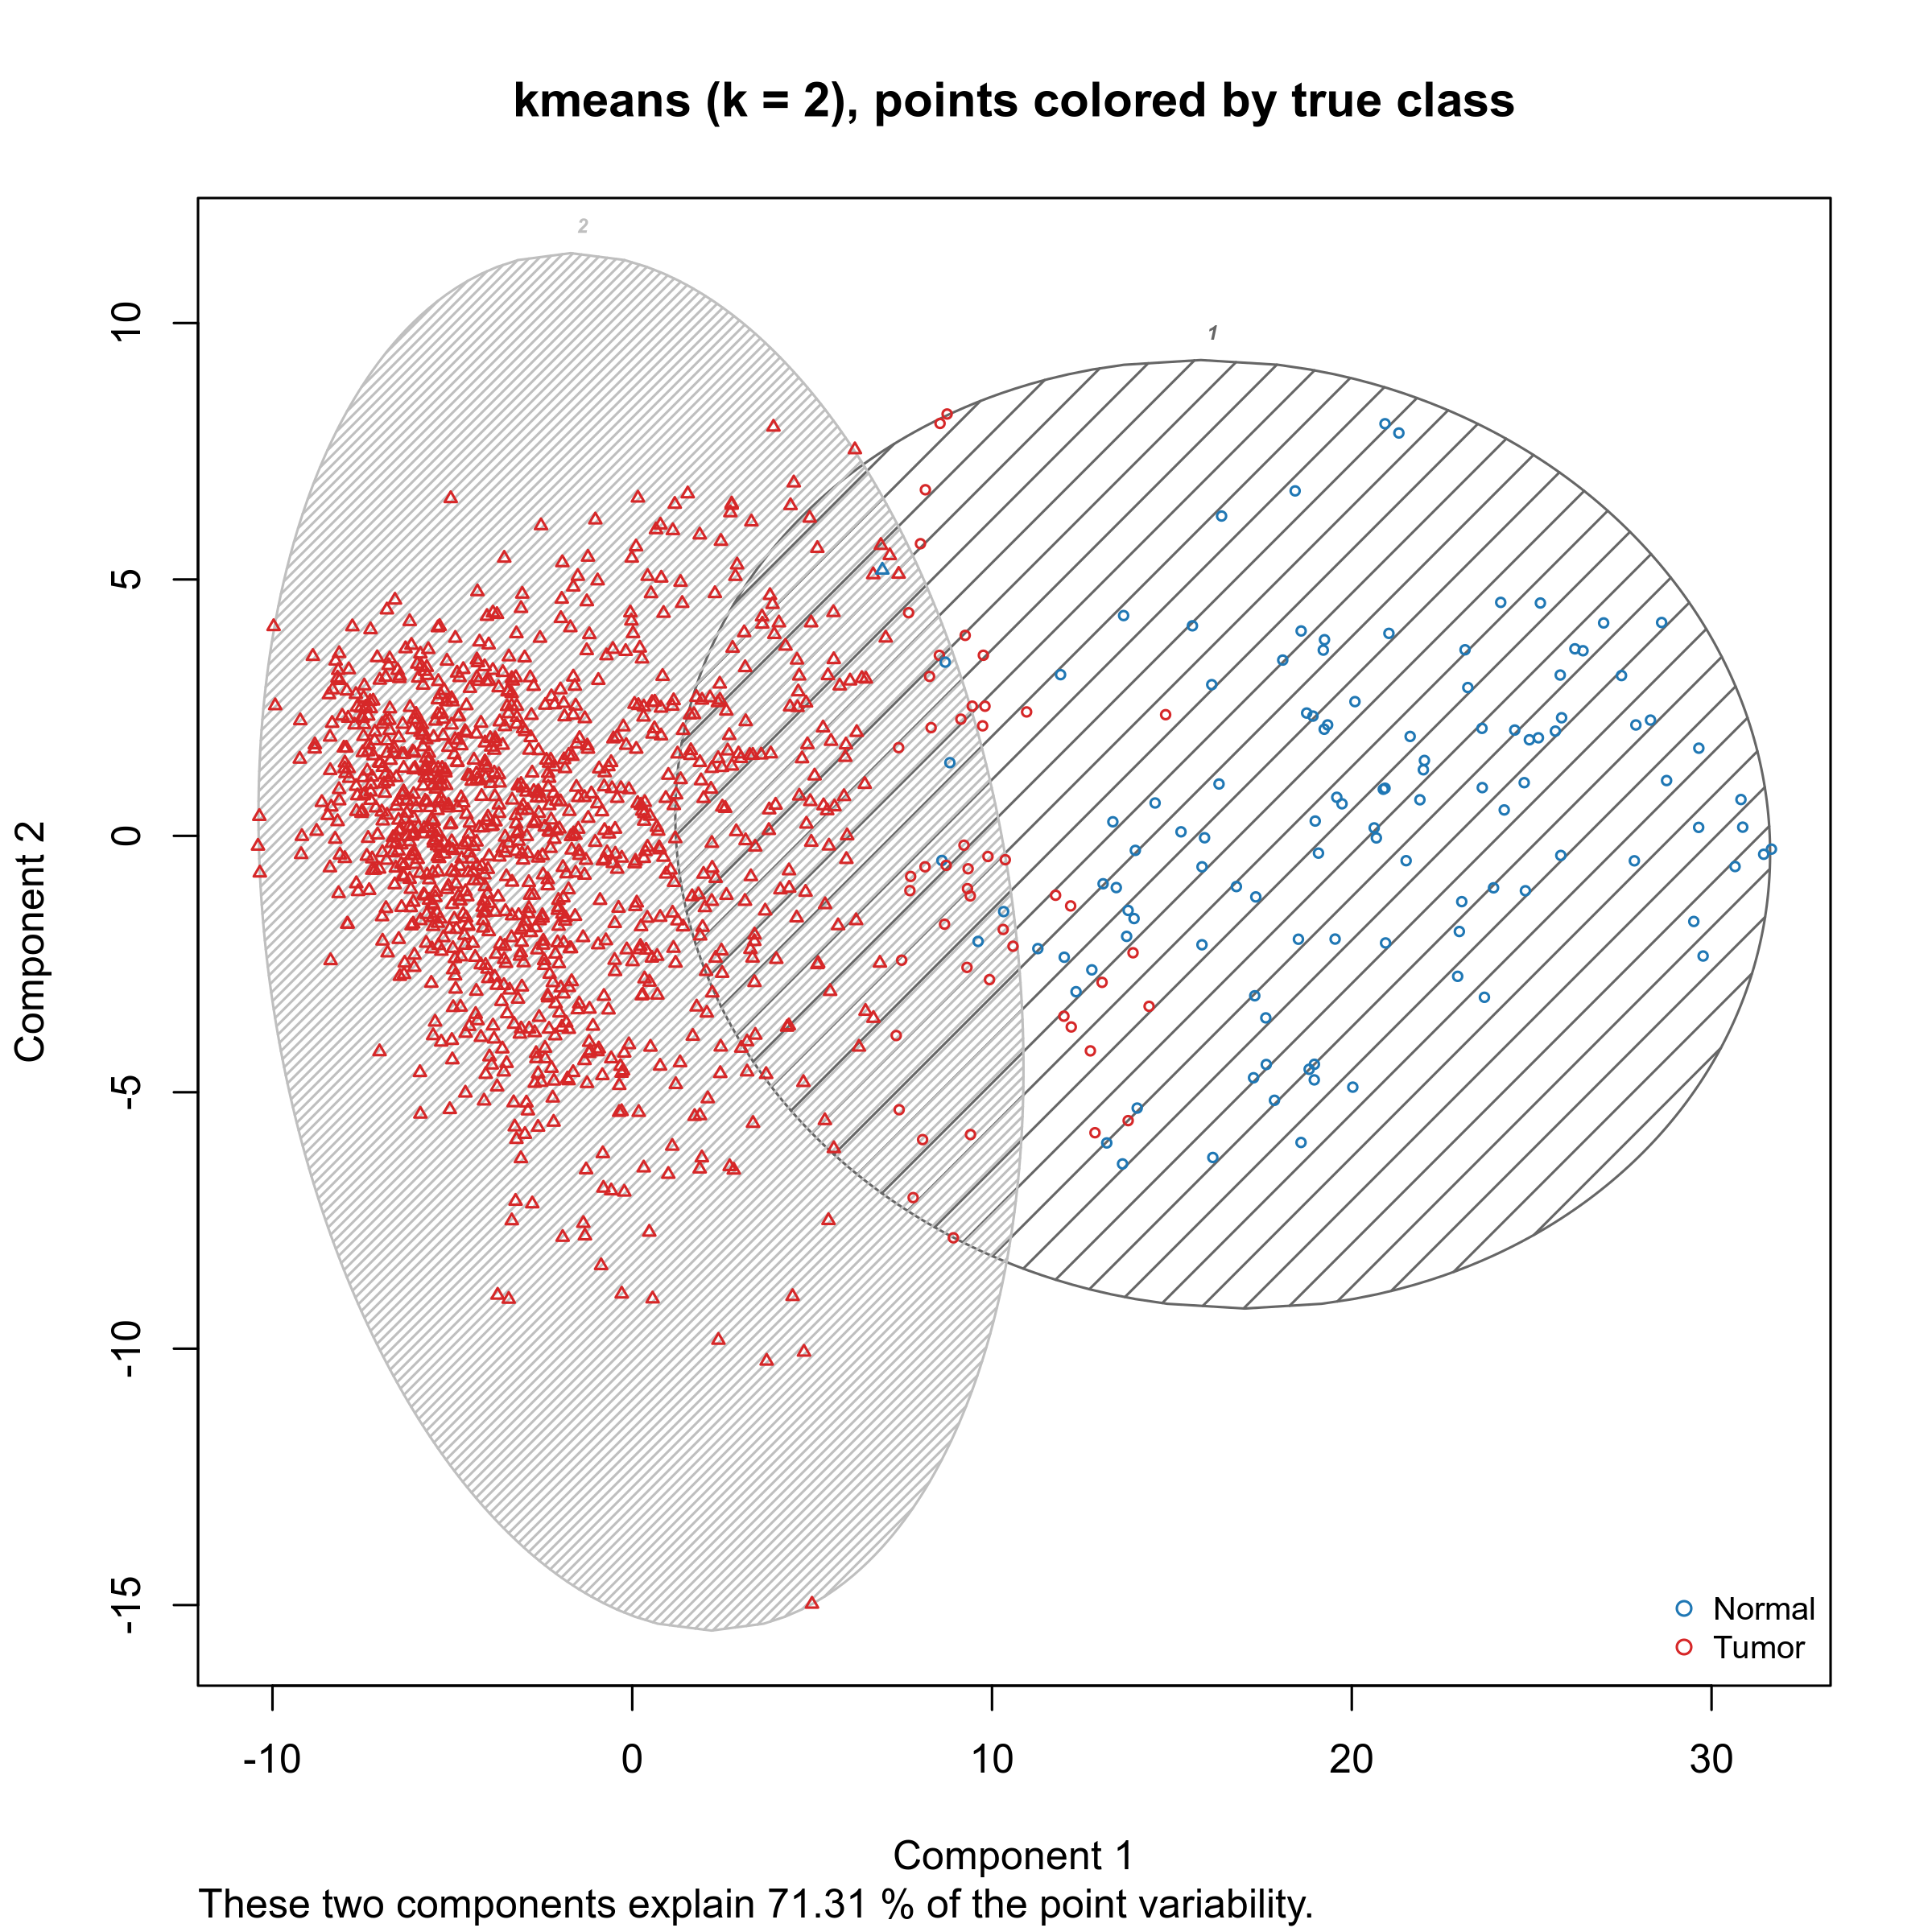 kmeans (k = 2), points colored by true class
2
1
Component 2
10
5
0
-5
-10
-15
Normal
Tumor
-10 0 10 20 30
Component 1
These two components explain 71.31 % of the point variability.